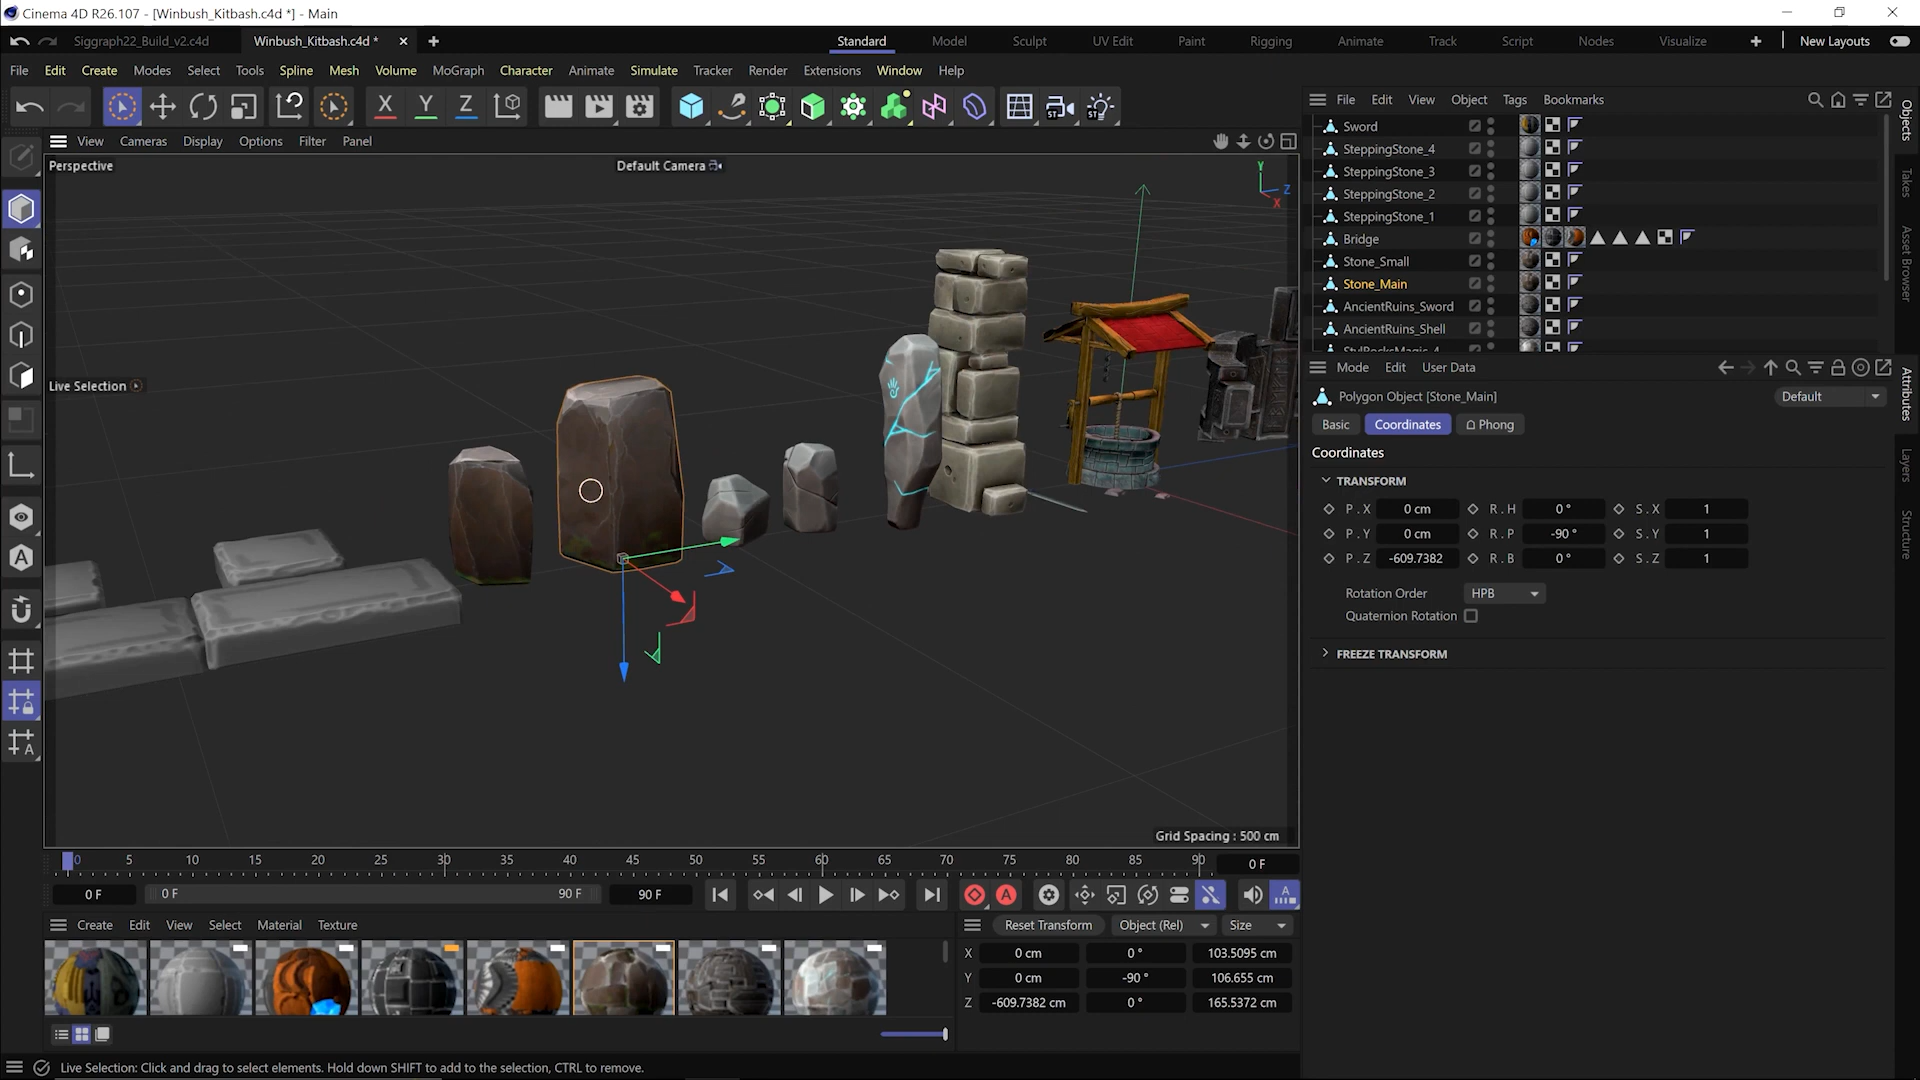 Cinema 4D R26.107 - [Winbush_Kitbash.c4d *] - Main
Siggraph22_Build_v2.c4d Winbush_Kitbash.c4d * Standard Model Sculpt UV Edit Paint Rigging Animate Track Script Nodes Visualize New Layouts
File Edit Create Modes Select Tools Spline Mesh Volume MoGraph Character Animate Simulate Tracker Render Extensions Window Help
X Y Z ST ST
File Edit View Object Tags Bookmarks
View Cameras Display Options Filter Panel
Perspective Default Camera
Y Z X
Live Selection
Grid Spacing : 500 cm
Sword
SteppingStone_4
SteppingStone_3
SteppingStone_2
SteppingStone_1
Bridge
Stone_Small
Stone_Main
AncientRuins_Sword
AncientRuins_Shell
Objects
Takes
Asset Browser
Mode Edit User Data
Polygon Object [Stone_Main] Default
Basic Coordinates Phong
Coordinates
TRANSFORM
P . X 0 cm R . H 0 ° S . X 1
P . Y 0 cm R . P -90 ° S . Y 1
P . Z -609.7382 R . B 0 ° S . Z 1
Rotation Order HPB
Quaternion Rotation
FREEZE TRANSFORM
Attributes
Layers
Structure
0 5 10 15 20 25 30 35 40 45 50 55 60 65 70 75 80 85 90 0 F
0 F 0 F 90 F 90 F
Create Edit View Select Material Texture
Reset Transform Object (Rel) Size
X 0 cm 0 ° 103.5095 cm
Y 0 cm -90 ° 106.655 cm
Z -609.7382 cm 0 ° 165.5372 cm
Live Selection: Click and drag to select elements. Hold down SHIFT to add to the selection, CTRL to remove.